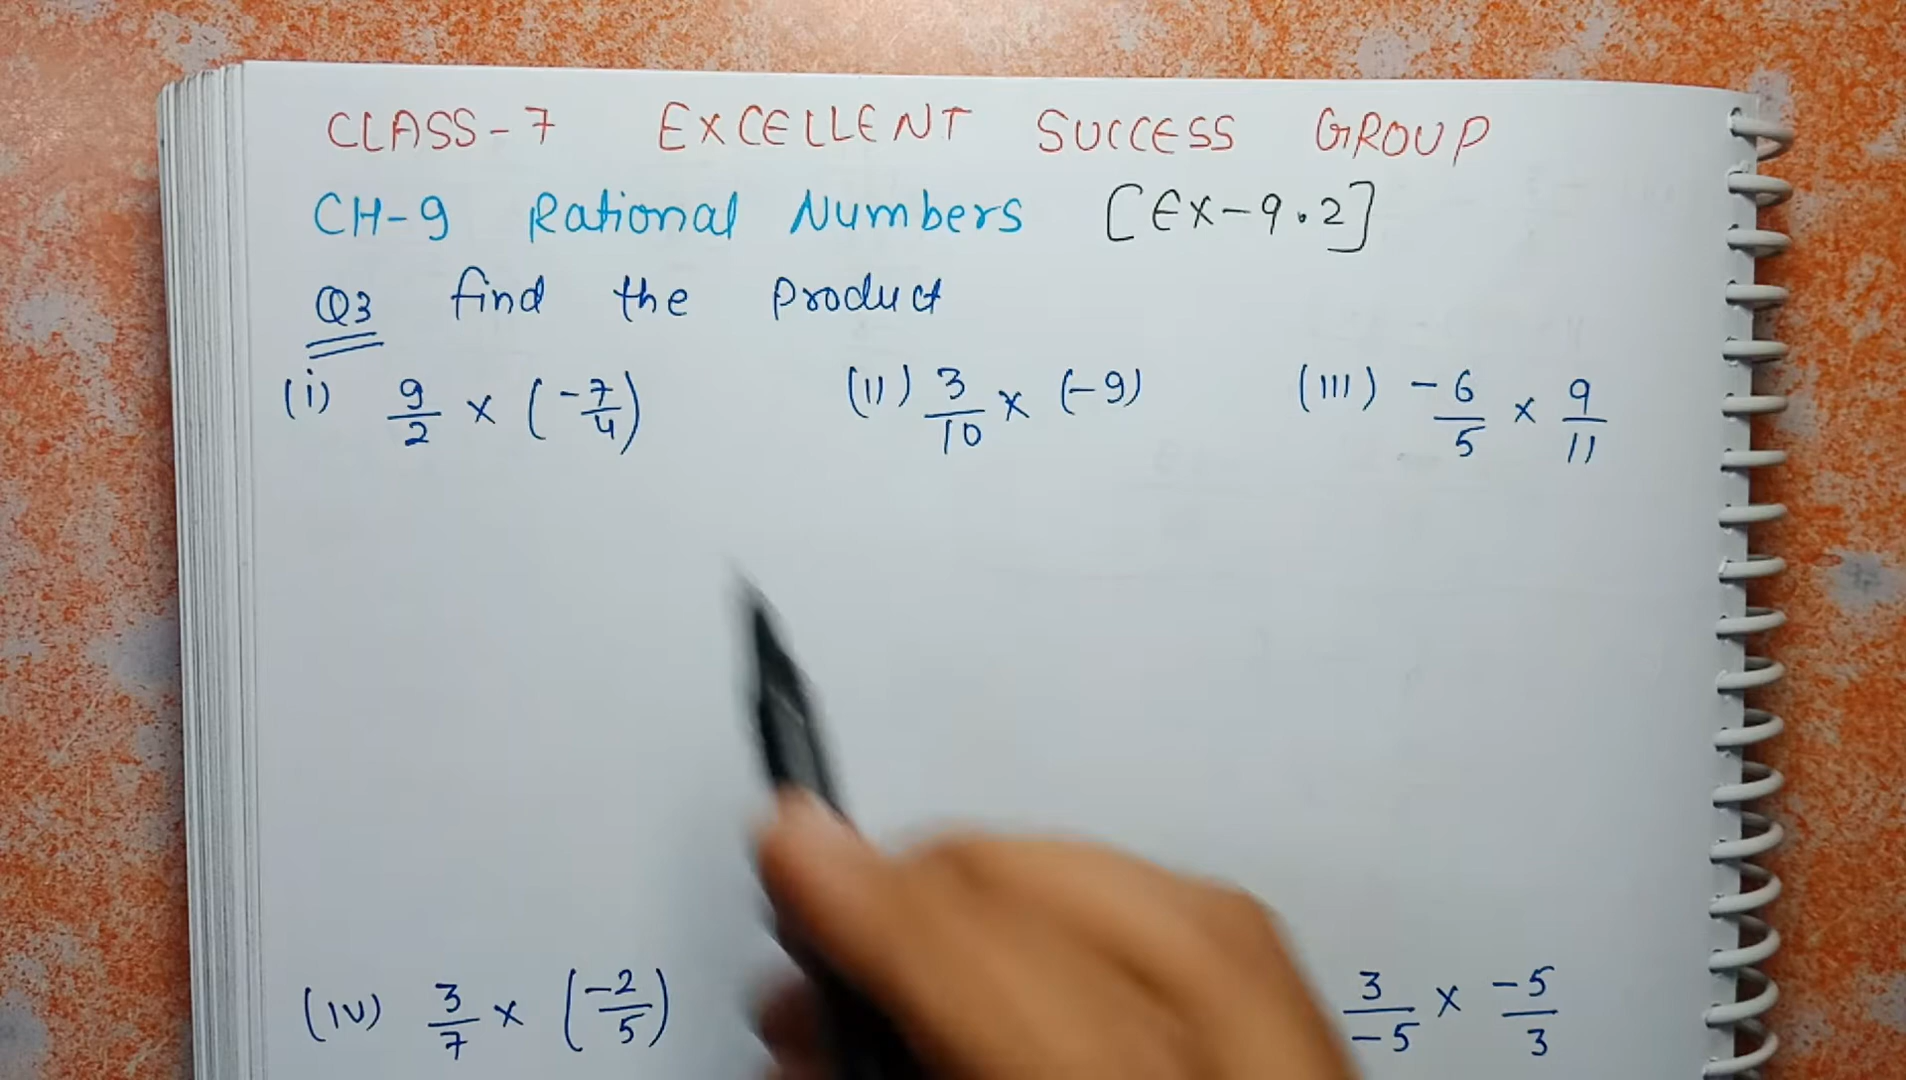 CLASS-7 EXCELLENT SUCCESS GROUP
CH-9 Rational Numbers [Ex-9.2]
Q3 find the product
(i) 9/2 × (-7/4) (II) 3/10 × (-9) (III) -6/5 × 9/11
(IV) 3/7 × (-2/5) 3/-5 × -5/3